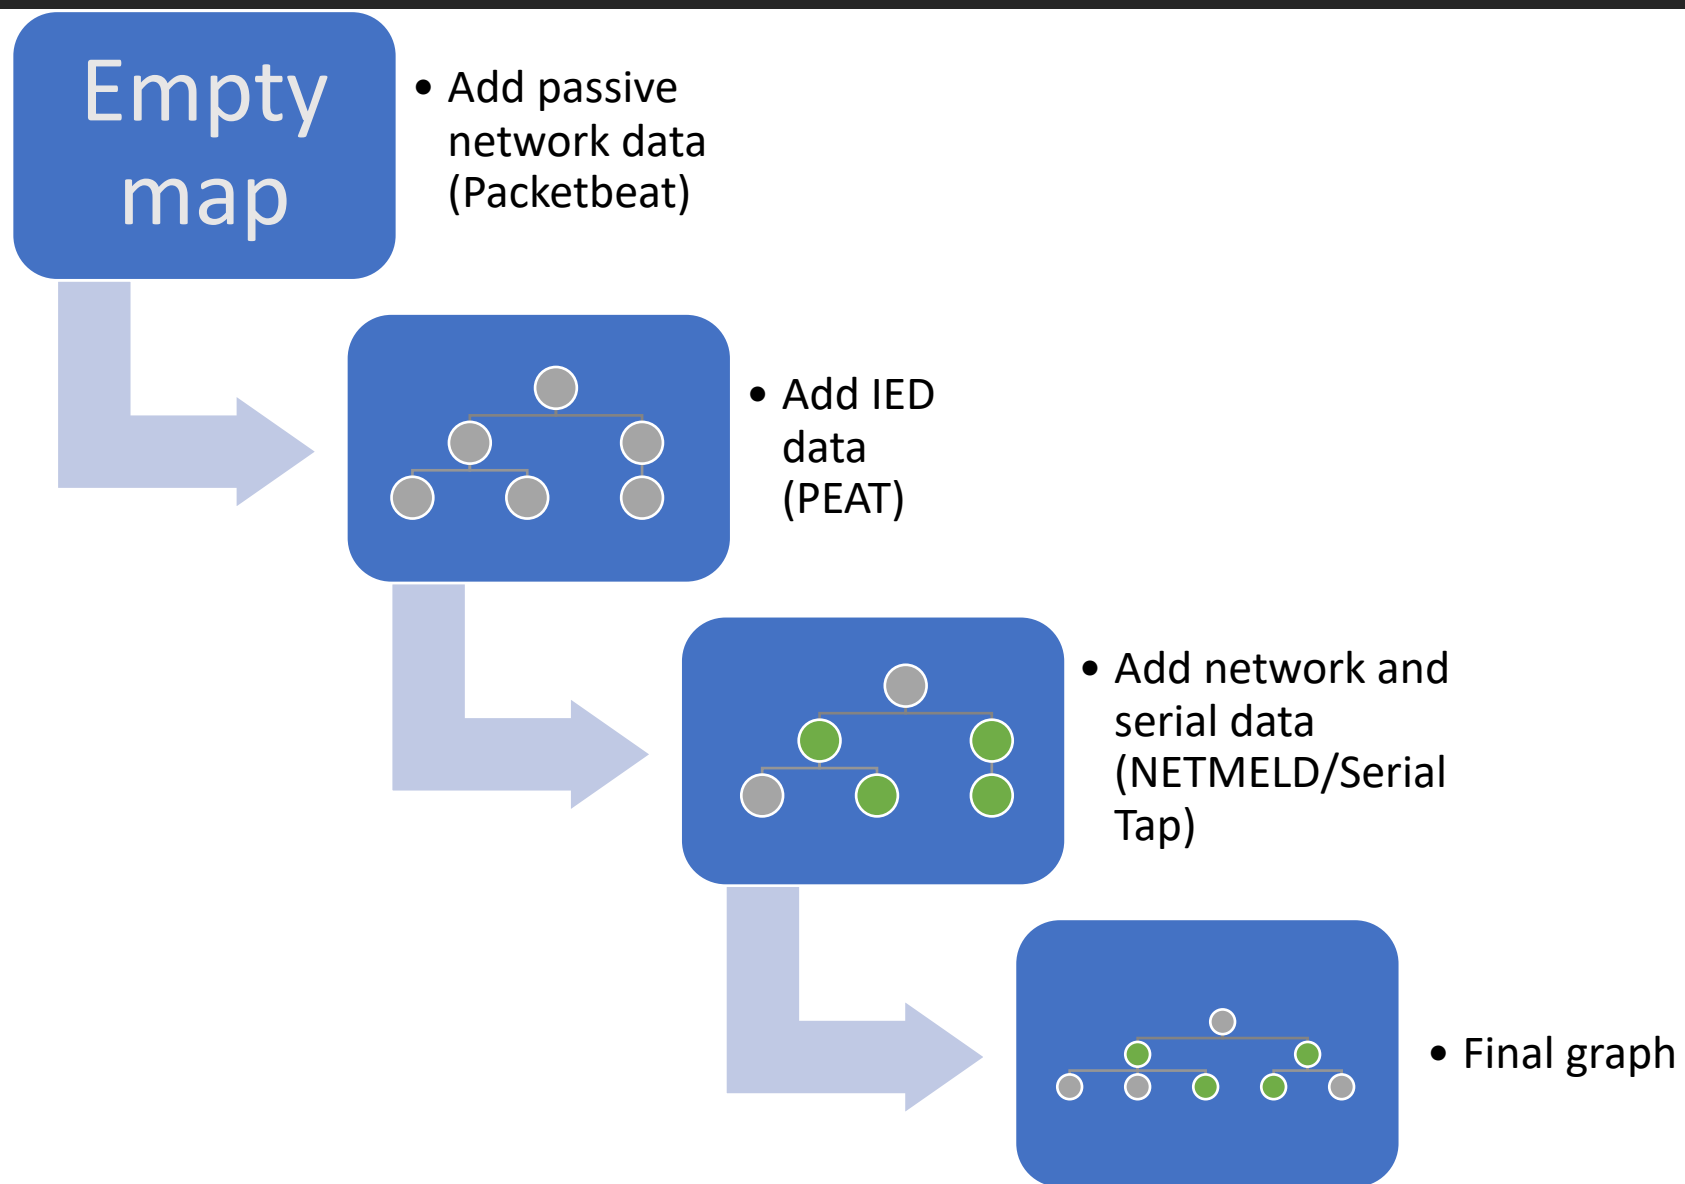 Empty
map
• Add passive
network data
(Packetbeat)
• Add IED
data
(PEAT)
• Add network and
serial data
(NETMELD/Serial
Tap)
• Final graph